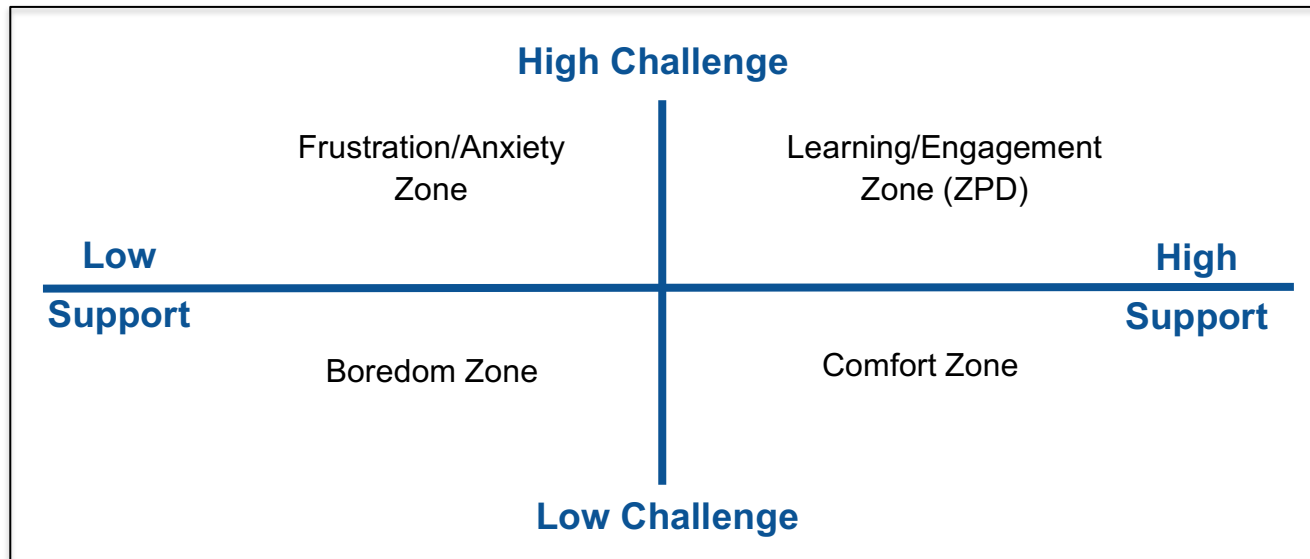 High Challenge
Frustration/Anxiety
Zone
Learning/Engagement
Zone (ZPD)
Low
Support
High
Support
Boredom Zone
Comfort Zone
Low Challenge